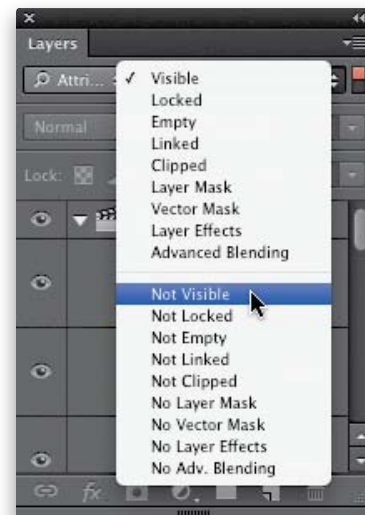 Layers
Attri...
✓ Visible
Locked
Empty
Linked
Clipped
Layer Mask
Vector Mask
Layer Effects
Advanced Blending
Normal
Lock:
Not Visible
Not Locked
Not Empty
Not Linked
Not Clipped
No Layer Mask
No Vector Mask
No Layer Effects
No Adv. Blending
fx